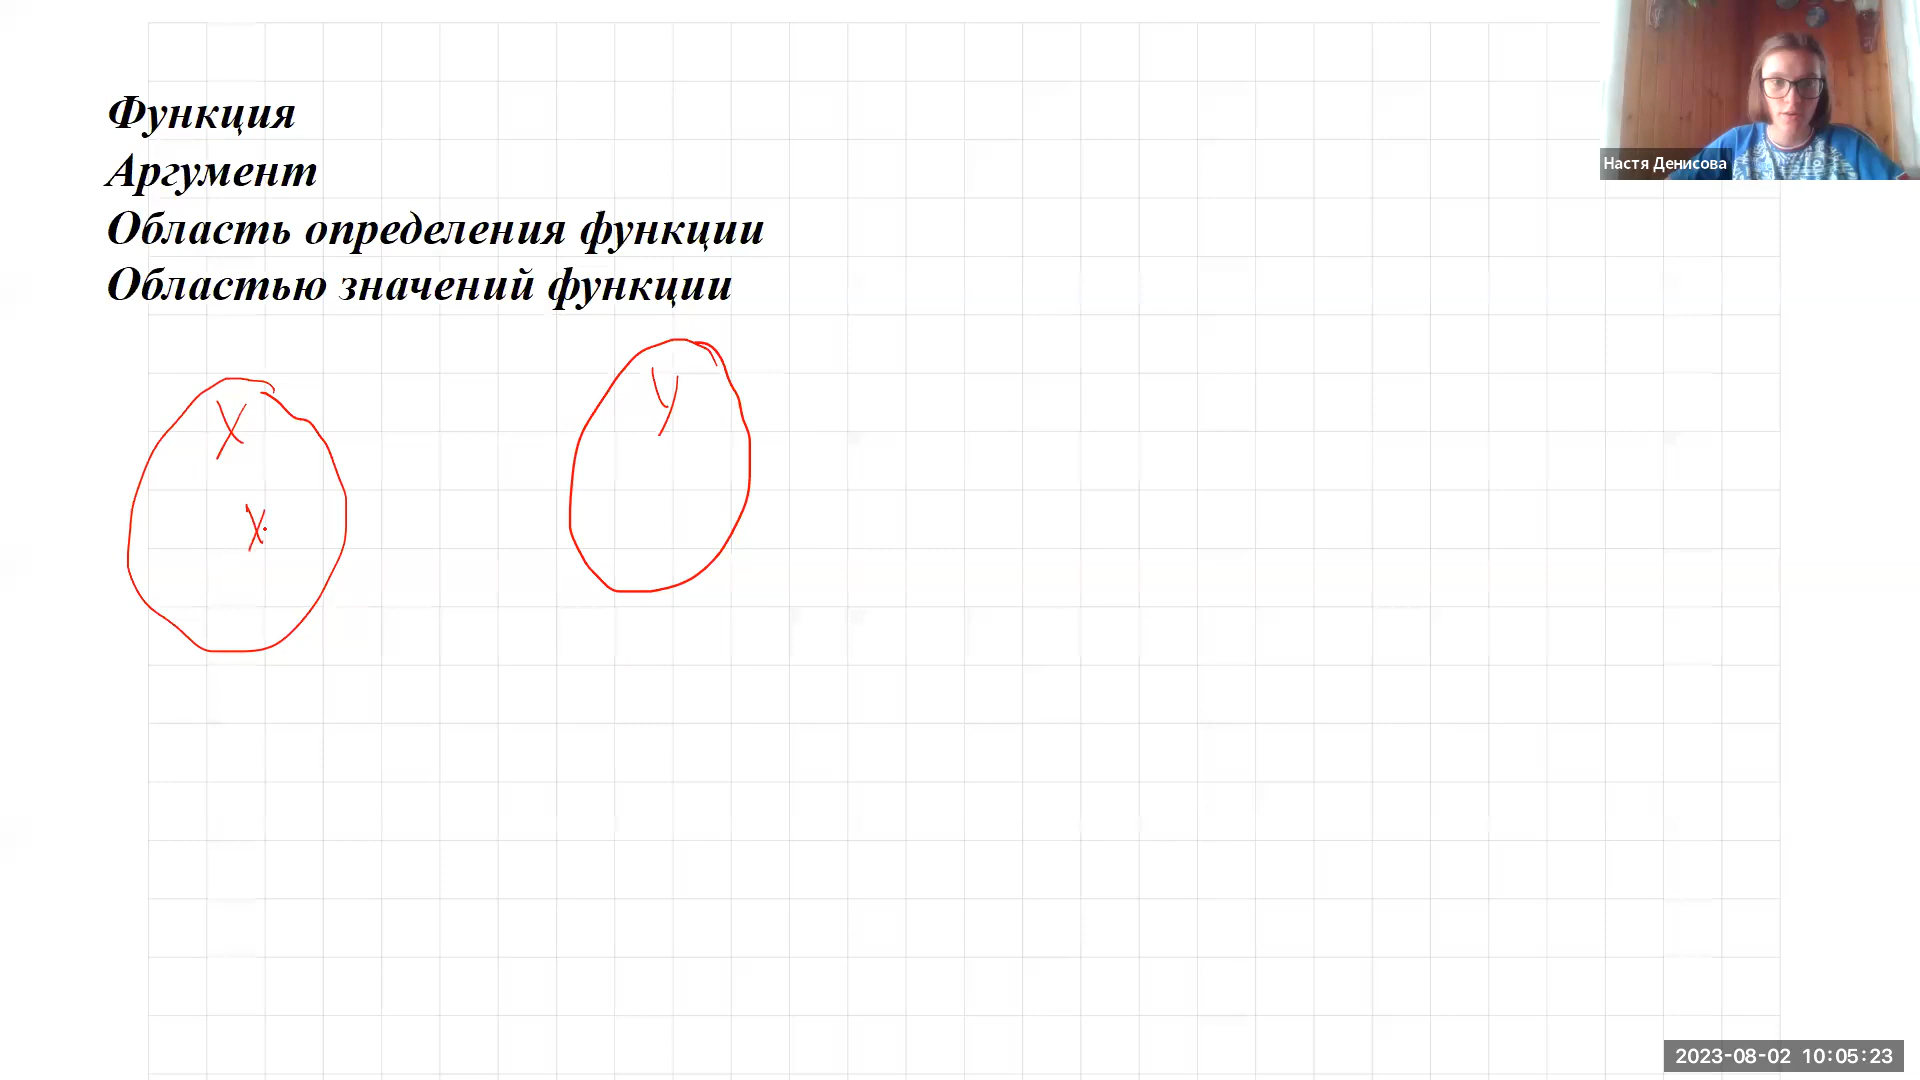 Функция
Аргумент
Область определения функции
Областью значений функции
X
Y
x
Настя Денисова
2023-08-02 10:05:23